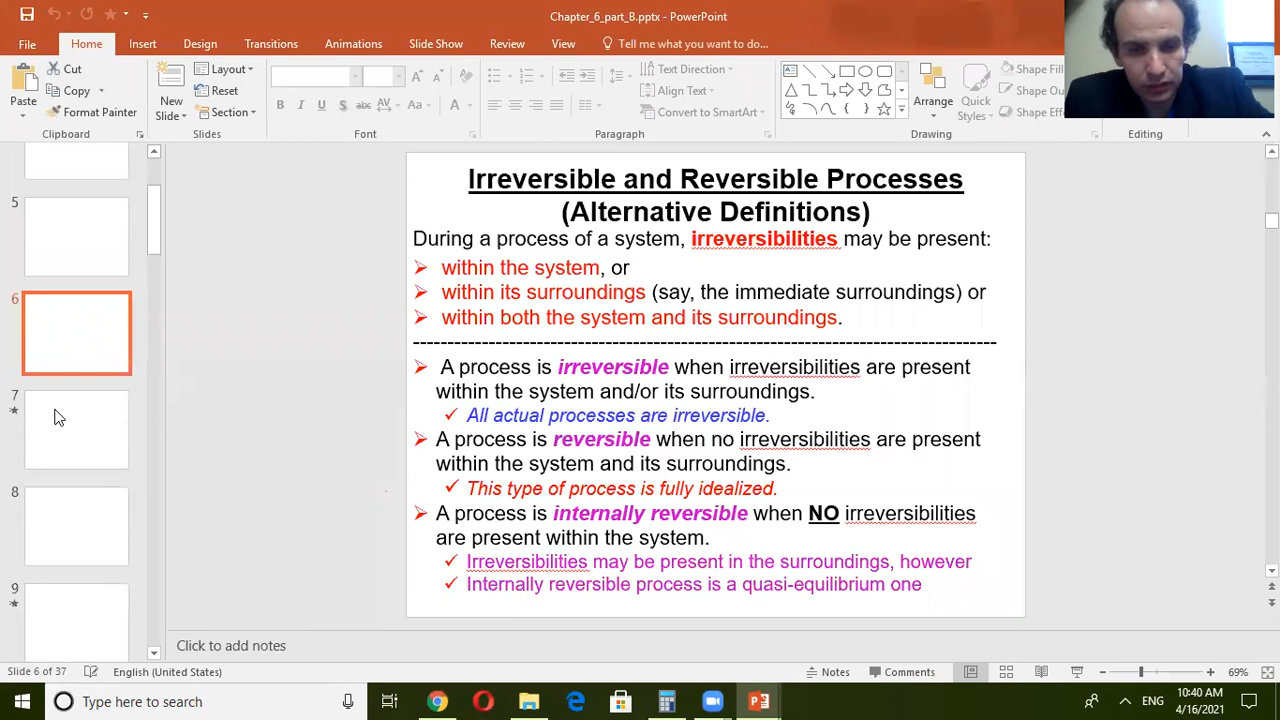 Chapter_6_part_B.pptx - PowerPoint
File Home Insert Design Transitions Animations Slide Show Review View Tell me what you want to do...
Paste
Cut
Copy
Format Painter
Clipboard
New Slide
Layout
Reset
Section
Slides
B I U S abc AV Aa A
Font
Text Direction
Align Text
Convert to SmartArt
Paragraph
Arrange
Quick Styles
Shape Fill
Shape Ou
Shape Effe
Drawing
Editing
5
6
7
8
9
Irreversible and Reversible Processes
(Alternative Definitions)
During a process of a system, irreversibilities may be present:
within the system, or
within its surroundings (say, the immediate surroundings) or
within both the system and its surroundings.
--------------------------------------------------------------------------------
A process is irreversible when irreversibilities are present
within the system and/or its surroundings.
All actual processes are irreversible.
A process is reversible when no irreversibilities are present
within the system and its surroundings.
This type of process is fully idealized.
A process is internally reversible when NO irreversibilities
are present within the system.
Irreversibilities may be present in the surroundings, however
Internally reversible process is a quasi-equilibrium one
Click to add notes
Slide 6 of 37 English (United States) Notes Comments 69%
Type here to search ENG 10:40 AM
4/16/2021